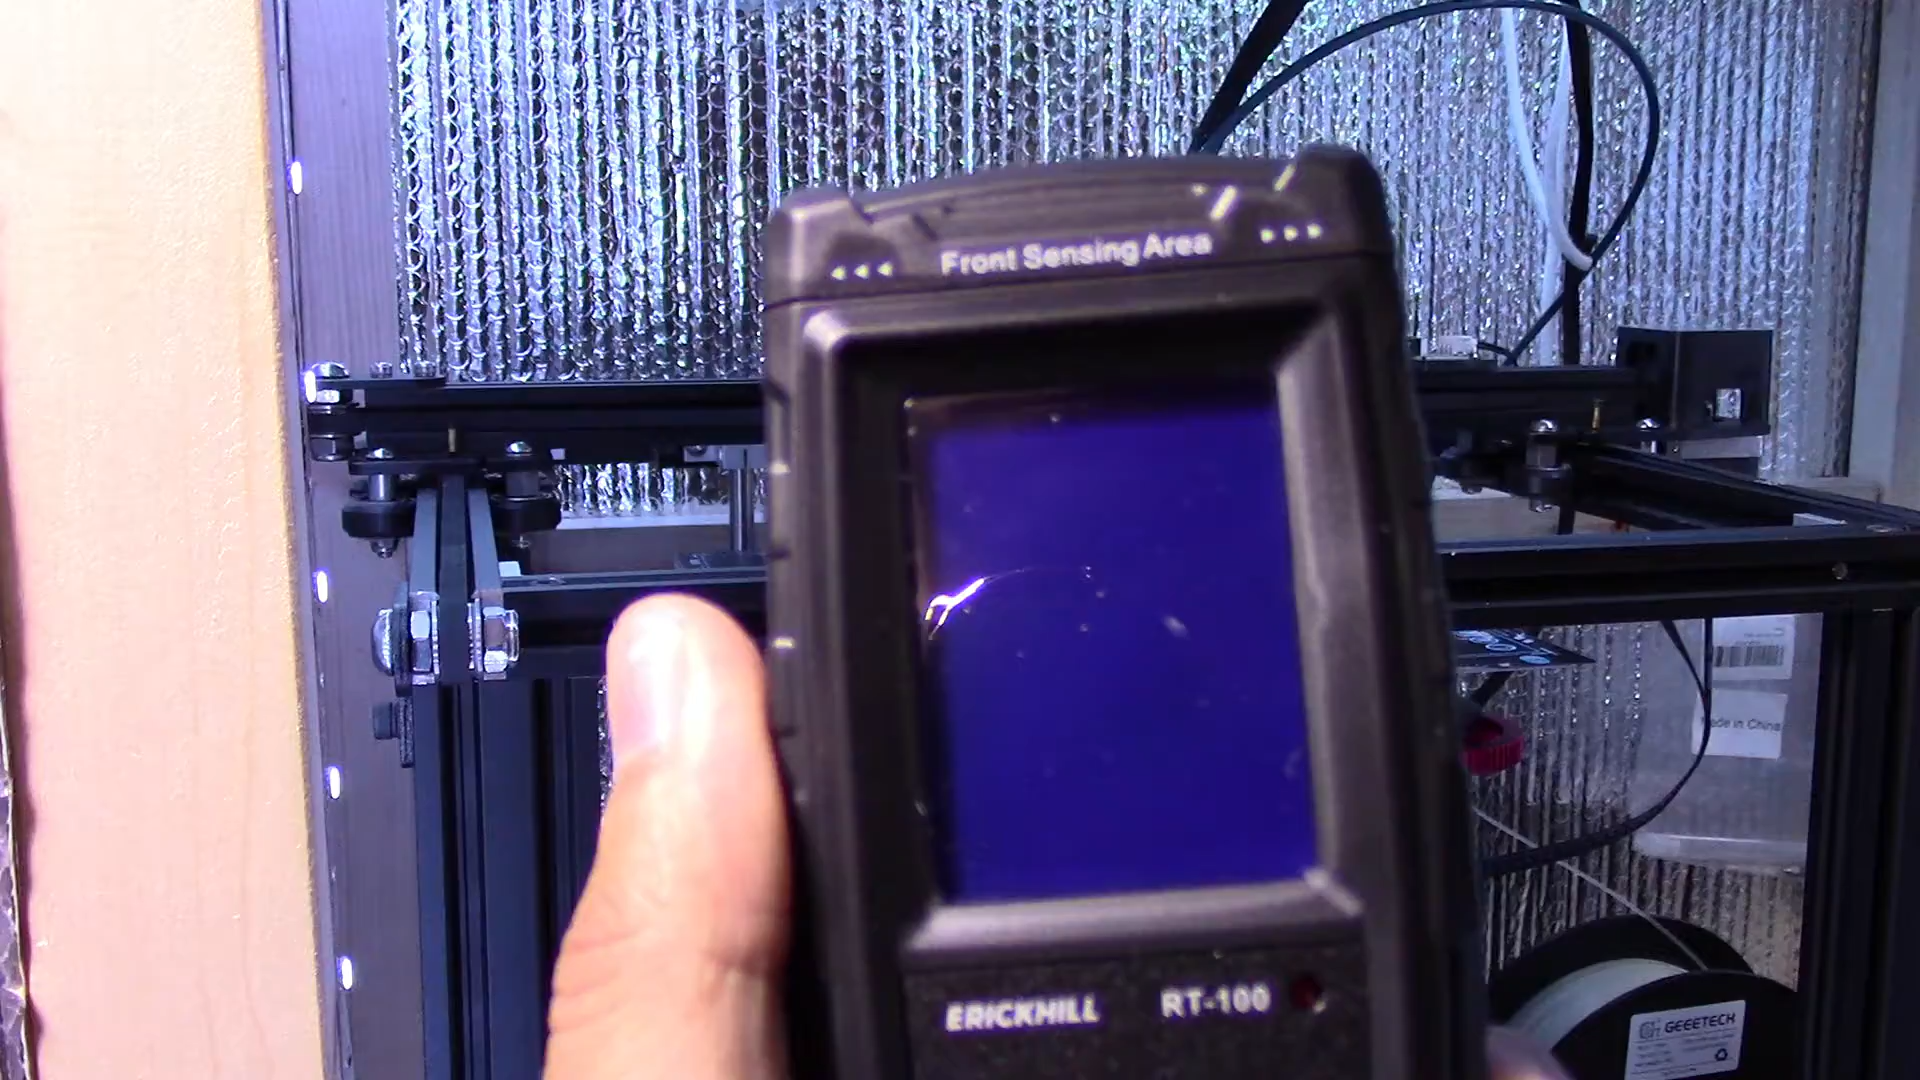 ◄◄◄ Front Sensing Area ►►►
Made in China
ERICKHILL RT-100
GEEETECH